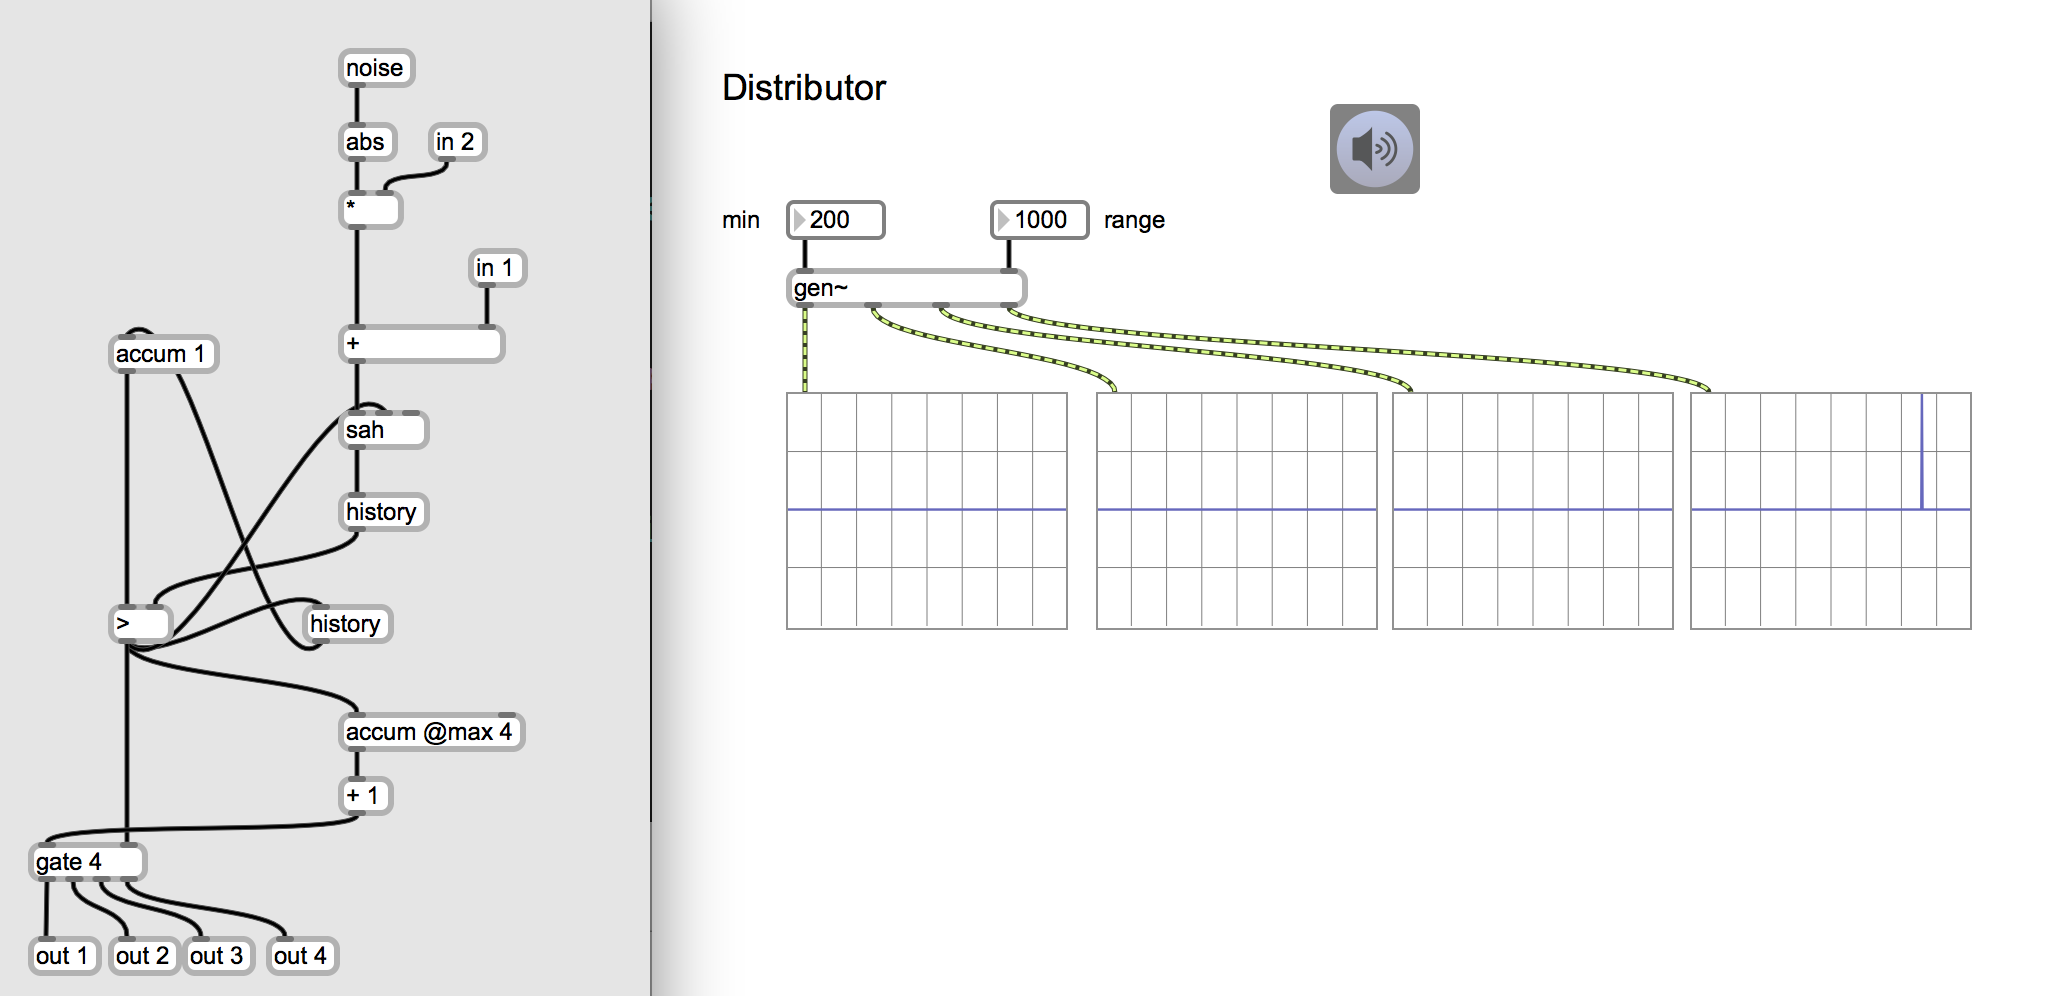 noise
abs
in 2
*
in 1
+
accum 1
sah
history
>
history
accum @max 4
+ 1
gate 4
out 1
out 2
out 3
out 4
Distributor
min
200
1000
range
gen~